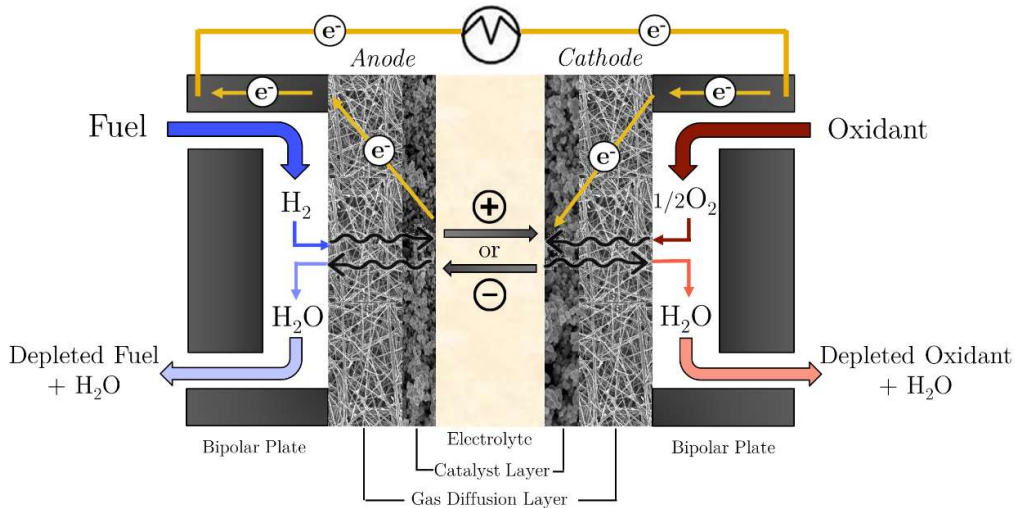 e-
e-
Anode
Cathode
e-
e-
Fuel
Oxidant
e-
e-
H2
1/2O2
+
or
−
H2O
H2O
Depleted Fuel
+ H2O
Depleted Oxidant
+ H2O
Bipolar Plate
Electrolyte
Bipolar Plate
Catalyst Layer
Gas Diffusion Layer